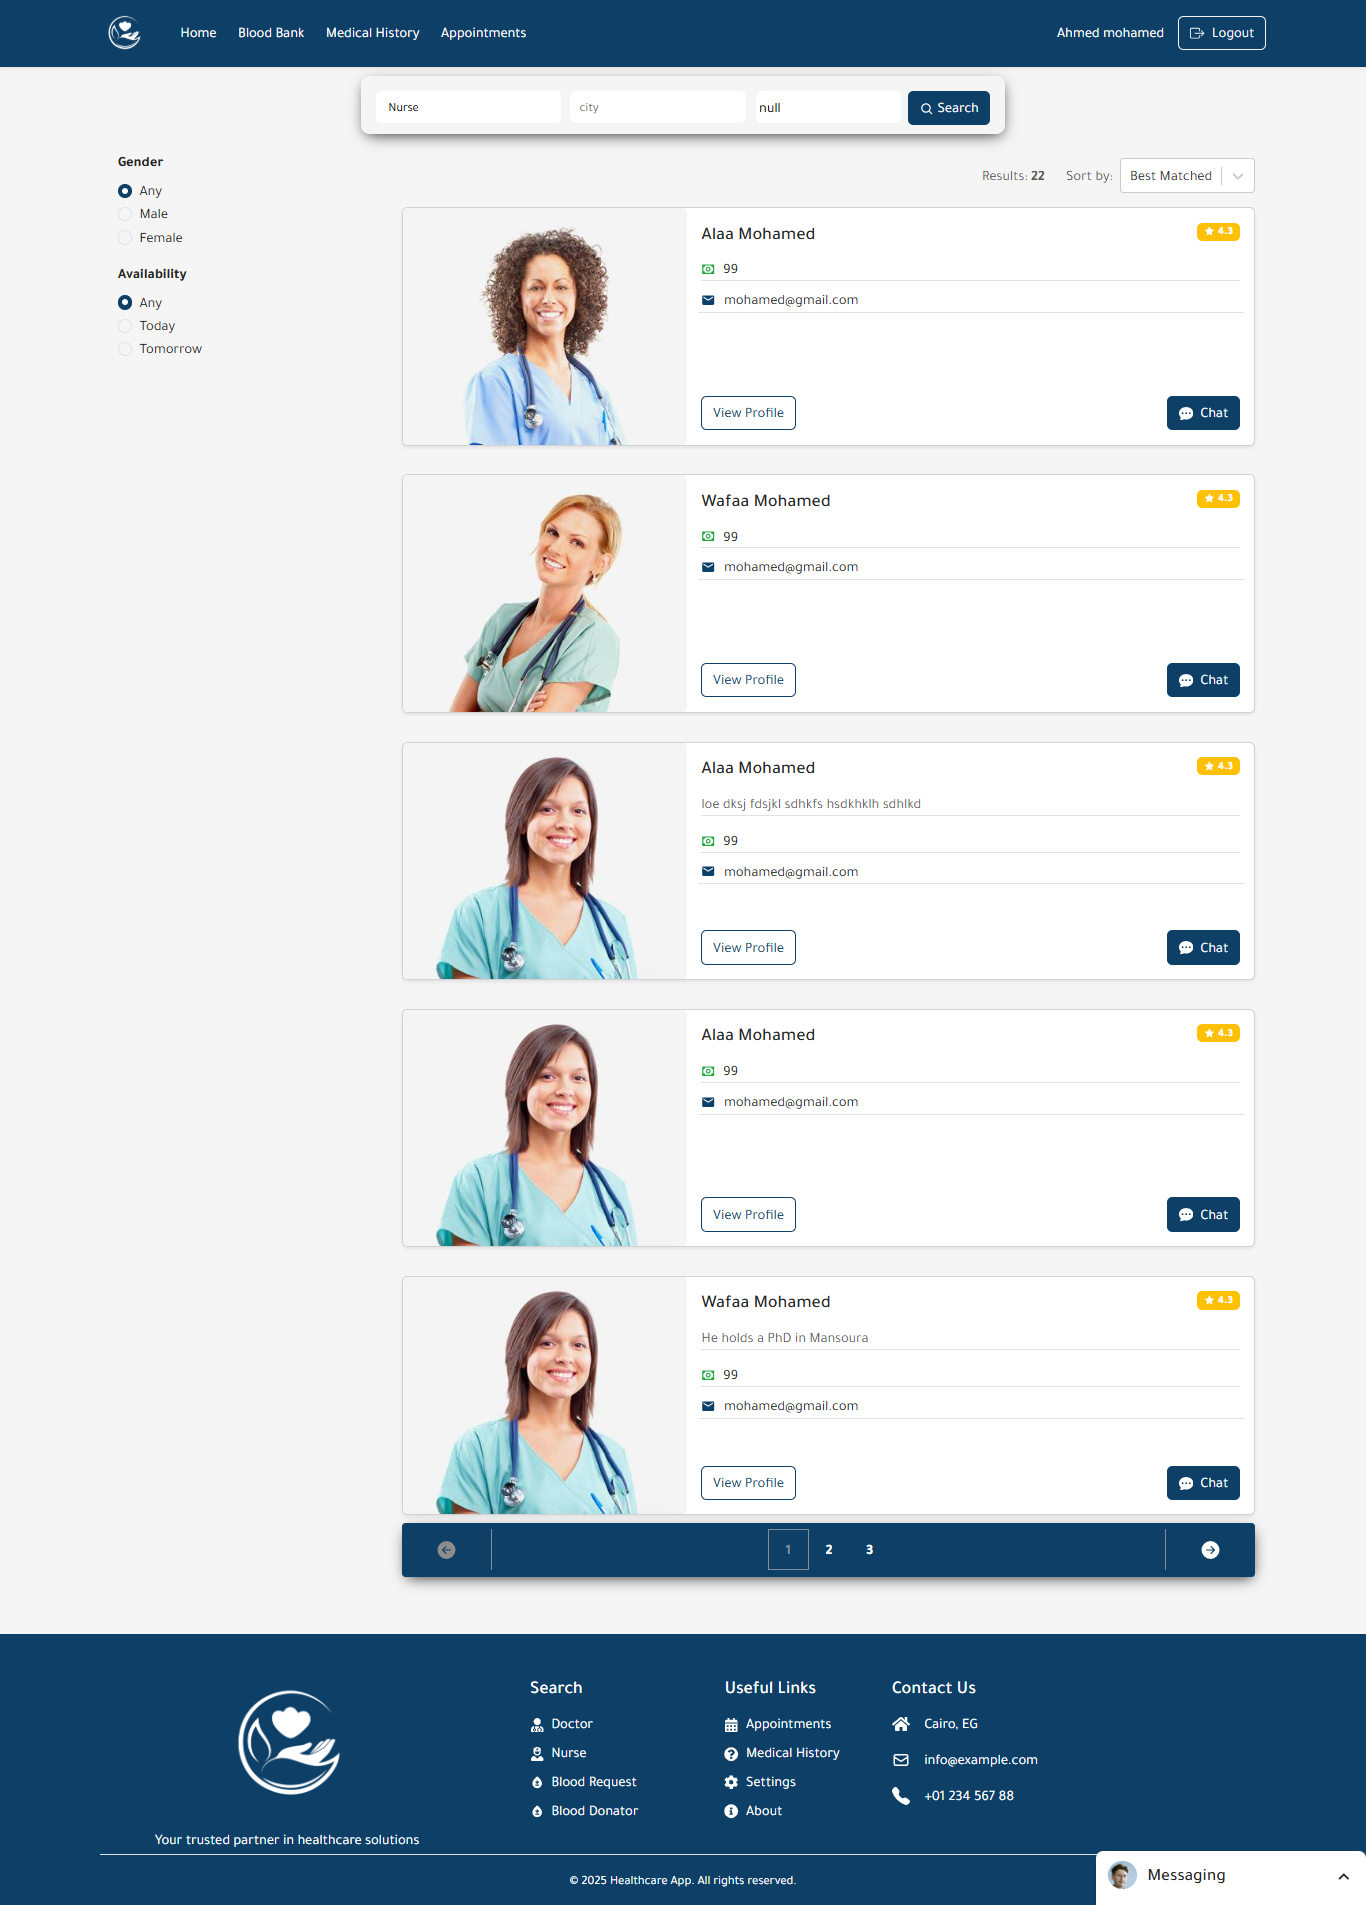 Home Blood Bank Medical History Appointments Ahmed mohamed Logout
Nurse city null Search
Gender
Any
Male
Female
Availability
Any
Today
Tomorrow
Results: 22 Sort by: Best Matched
Alaa Mohamed 4.3
99
mohamed@gmail.com
View Profile Chat
Wafaa Mohamed 4.3
99
mohamed@gmail.com
View Profile Chat
Alaa Mohamed 4.3
loe dksj fdsjkl sdhkfs hsdkhklh sdhlkd
99
mohamed@gmail.com
View Profile Chat
Alaa Mohamed 4.3
99
mohamed@gmail.com
View Profile Chat
Wafaa Mohamed 4.3
He holds a PhD in Mansoura
99
mohamed@gmail.com
View Profile Chat
1 2 3
Your trusted partner in healthcare solutions
Search
Doctor
Nurse
Blood Request
Blood Donator
Useful Links
Appointments
Medical History
Settings
About
Contact Us
Cairo, EG
info@example.com
+01 234 567 88
© 2025 Healthcare App. All rights reserved.
Messaging